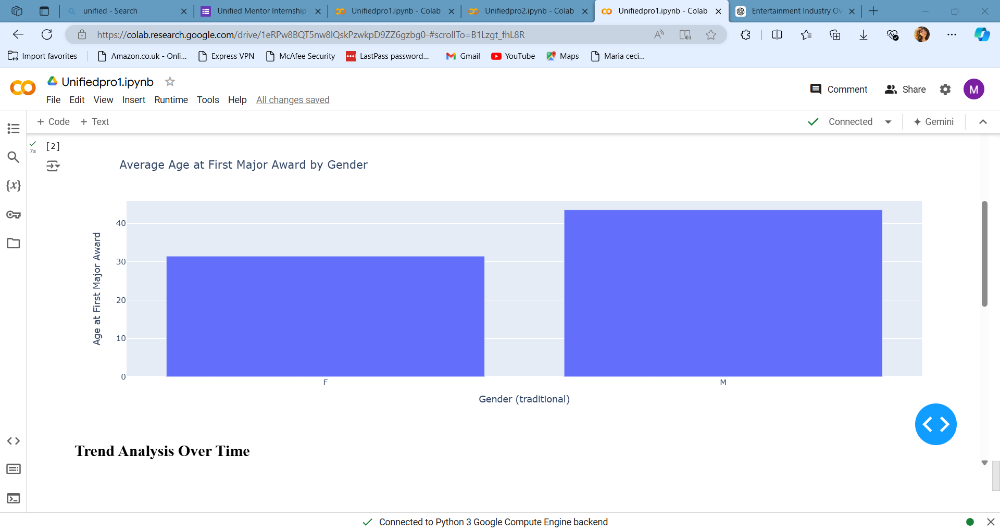 unified - Search
Unified Mentor Internship
Unifiedpro1.ipynb - Colab
Unifiedpro2.ipynb - Colab
Unifiedpro1.ipynb - Colab
Entertainment Industry Ov
https://colab.research.google.com/drive/1eRPw8BQT5nw8lQskPzwkpD9ZZ6gzbg0-#scrollTo=B1Lzgt_fhL8R
Import favorites
Amazon.co.uk - Onli...
Express VPN
McAfee Security
LastPass password...
Gmail
YouTube
Maps
Maria ceci...
Unifiedpro1.ipynb
File Edit View Insert Runtime Tools Help All changes saved
Comment
Share
M
+ Code + Text
Connected
Gemini
[2]
7s
{x}
Average Age at First Major Award by Gender
Age at First Major Award
40
30
20
10
0
F
M
Gender (traditional)
Trend Analysis Over Time
Connected to Python 3 Google Compute Engine backend